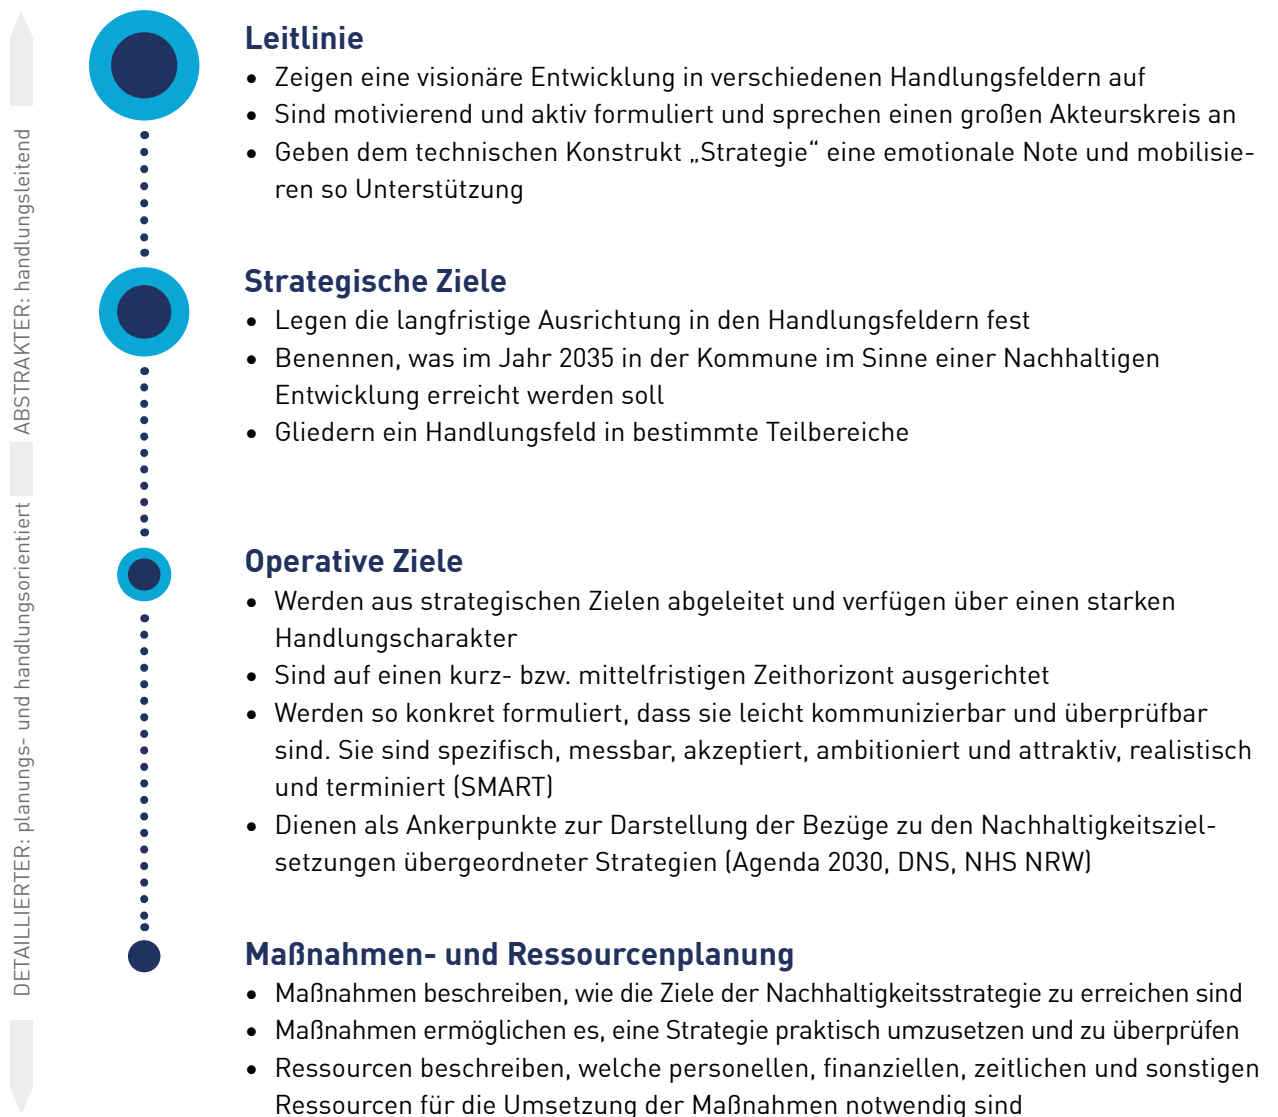 Leitlinie
• Zeigen eine visionäre Entwicklung in verschiedenen Handlungsfeldern auf
• Sind motivierend und aktiv formuliert und sprechen einen großen Akteurskreis an
• Geben dem technischen Konstrukt „Strategie“ eine emotionale Note und mobilisie-
ren so Unterstützung
Strategische Ziele
• Legen die langfristige Ausrichtung in den Handlungsfeldern fest
• Benennen, was im Jahr 2035 in der Kommune im Sinne einer Nachhaltigen
Entwicklung erreicht werden soll
• Gliedern ein Handlungsfeld in bestimmte Teilbereiche
Operative Ziele
• Werden aus strategischen Zielen abgeleitet und verfügen über einen starken
Handlungscharakter
• Sind auf einen kurz- bzw. mittelfristigen Zeithorizont ausgerichtet
• Werden so konkret formuliert, dass sie leicht kommunizierbar und überprüfbar
sind. Sie sind spezifisch, messbar, akzeptiert, ambitioniert und attraktiv, realistisch
und terminiert (SMART)
• Dienen als Ankerpunkte zur Darstellung der Bezüge zu den Nachhaltigkeitsziel-
setzungen übergeordneter Strategien (Agenda 2030, DNS, NHS NRW)
Maßnahmen- und Ressourcenplanung
• Maßnahmen beschreiben, wie die Ziele der Nachhaltigkeitsstrategie zu erreichen sind
• Maßnahmen ermöglichen es, eine Strategie praktisch umzusetzen und zu überprüfen
• Ressourcen beschreiben, welche personellen, finanziellen, zeitlichen und sonstigen
Ressourcen für die Umsetzung der Maßnahmen notwendig sind
ABSTRAKTER: handlungsleitend
DETAILLIERTER: planungs- und handlungsorientiert